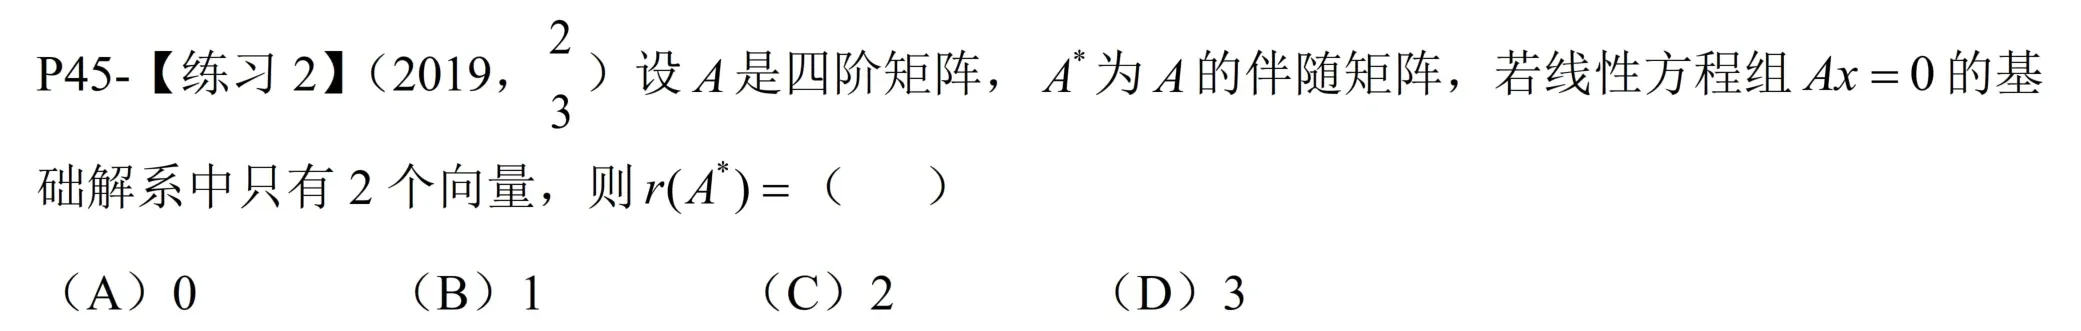 P45-【练习 2】（2019，2 3）设 A 是四阶矩阵，A* 为 A 的伴随矩阵，若线性方程组 Ax = 0 的基
础解系中只有 2 个向量，则 r(A*) =（　　）
（A）0　　（B）1　　（C）2　　（D）3